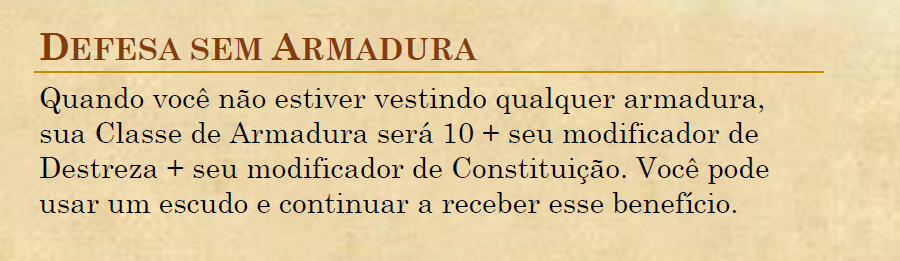 Defesa sem Armadura
Quando você não estiver vestindo qualquer armadura,
sua Classe de Armadura será 10 + seu modificador de
Destreza + seu modificador de Constituição. Você pode
usar um escudo e continuar a receber esse benefício.